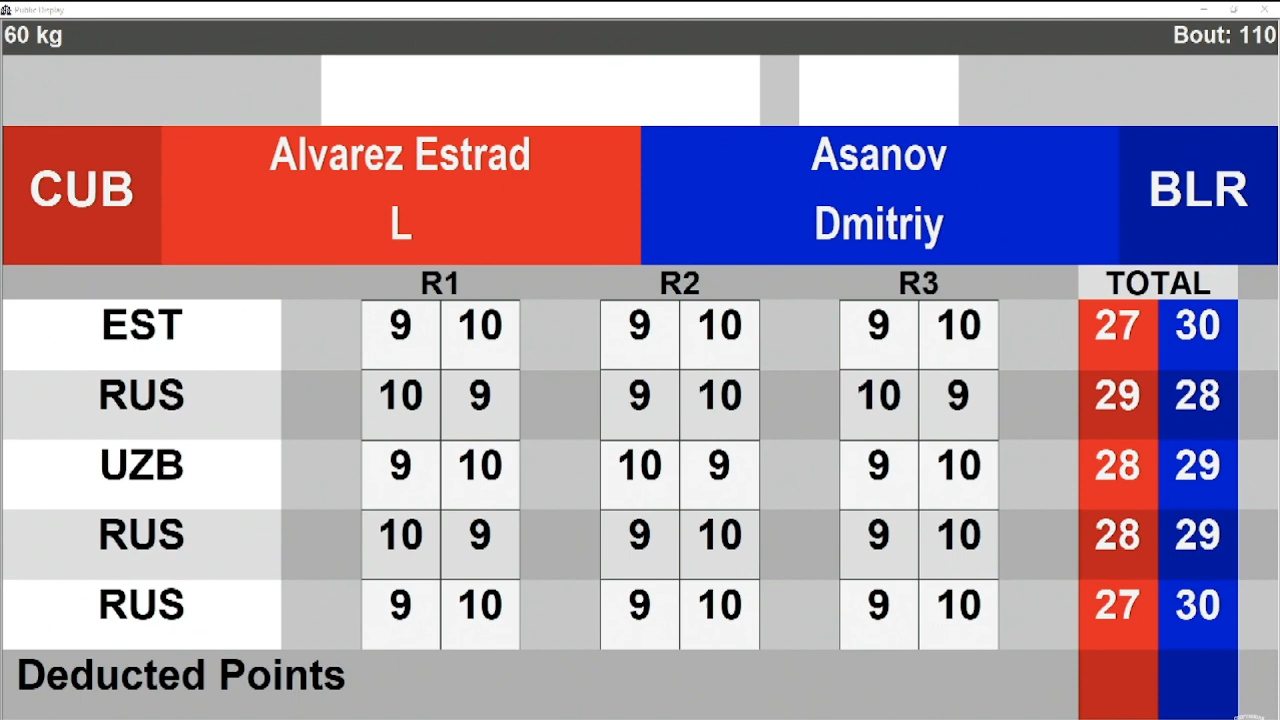 Public Display
60 kg Bout: 110
CUB Alvarez Estrad L Asanov Dmitriy BLR
R1 R2 R3 TOTAL
EST 9 10 9 10 9 10 27 30
RUS 10 9 9 10 10 9 29 28
UZB 9 10 10 9 9 10 28 29
RUS 10 9 9 10 9 10 28 29
RUS 9 10 9 10 9 10 27 30
Deducted Points